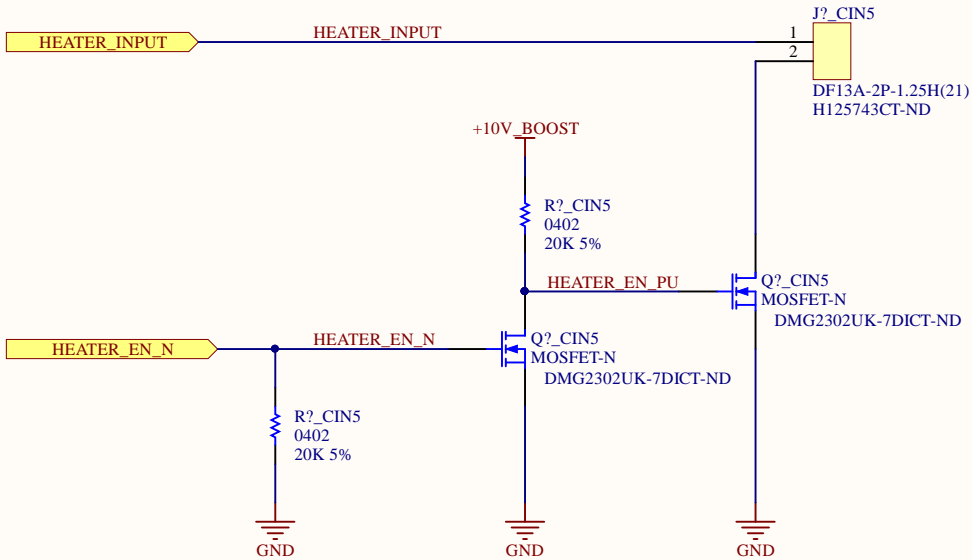 J?_CIN5
HEATER_INPUT
HEATER_INPUT
1
2
DF13A-2P-1.25H(21)
H125743CT-ND
+10V_BOOST
R?_CIN5
0402
20K 5%
HEATER_EN_PU
Q?_CIN5
MOSFET-N
DMG2302UK-7DICT-ND
HEATER_EN_N
HEATER_EN_N
Q?_CIN5
MOSFET-N
DMG2302UK-7DICT-ND
R?_CIN5
0402
20K 5%
GND
GND
GND